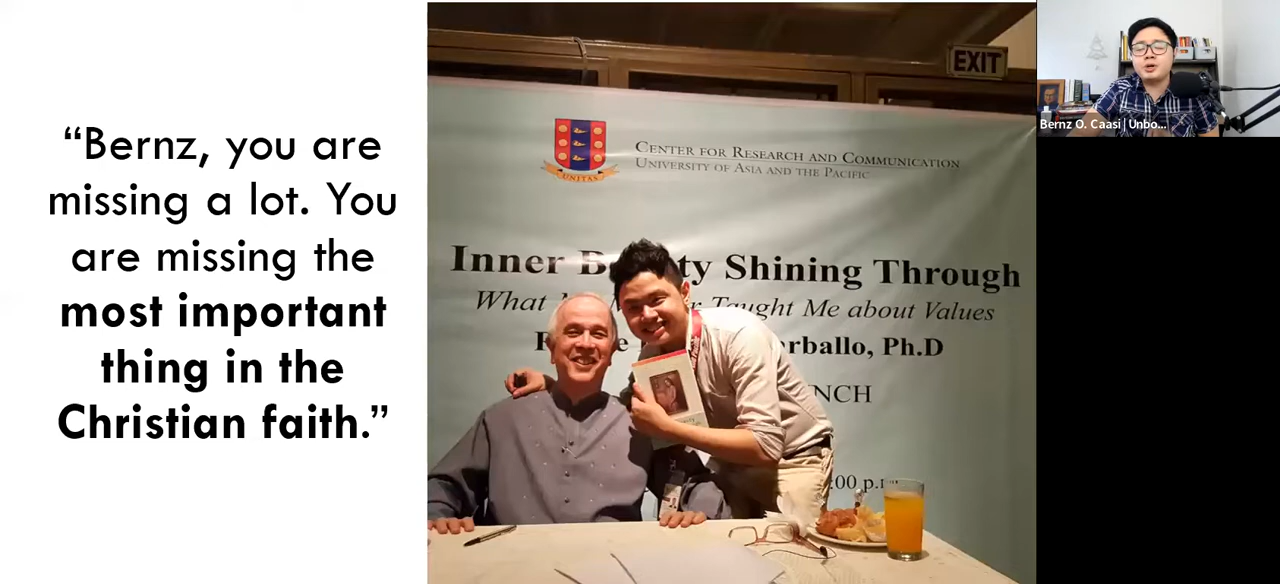 “Bernz, you are
missing a lot. You
are missing the
most important
thing in the
Christian faith.”
EXIT
CENTER FOR RESEARCH AND COMMUNICATION
UNIVERSITY OF ASIA AND THE PACIFIC
UNITAS
Inner B ty Shining Through
What r Taught Me about Values
arballo, Ph.D
NCH
:00 p.m.
Bernz O. Caasi | Unbo...